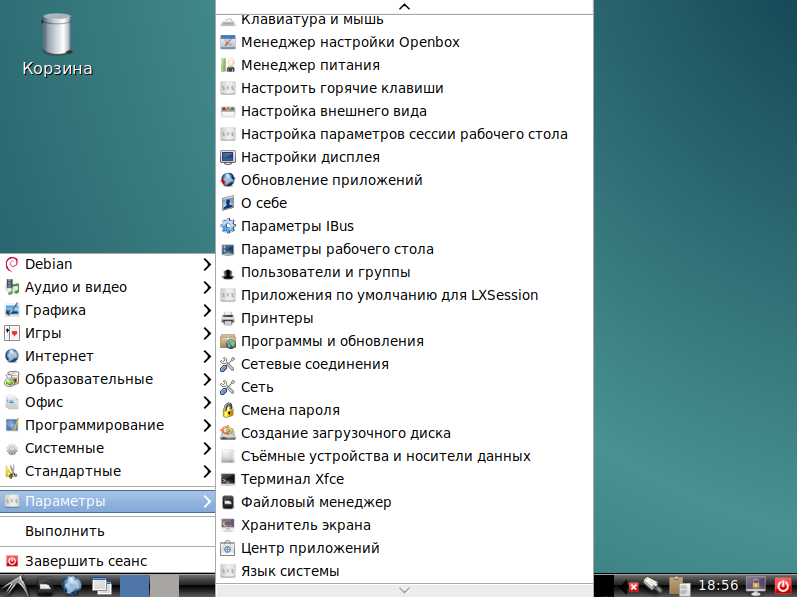 Корзина
Debian
Аудио и видео
Графика
Игры
Интернет
Образовательные
Офис
Программирование
Системные
Стандартные
Параметры
Выполнить
Завершить сеанс
Клавиатура и мышь
Менеджер настройки Openbox
Менеджер питания
Настроить горячие клавиши
Настройка внешнего вида
Настройка параметров сессии рабочего стола
Настройки дисплея
Обновление приложений
О себе
Параметры IBus
Параметры рабочего стола
Пользователи и группы
Приложения по умолчанию для LXSession
Принтеры
Программы и обновления
Сетевые соединения
Сеть
Смена пароля
Создание загрузочного диска
Съёмные устройства и носители данных
Терминал Xfce
Файловый менеджер
Хранитель экрана
Центр приложений
Язык системы
18:56